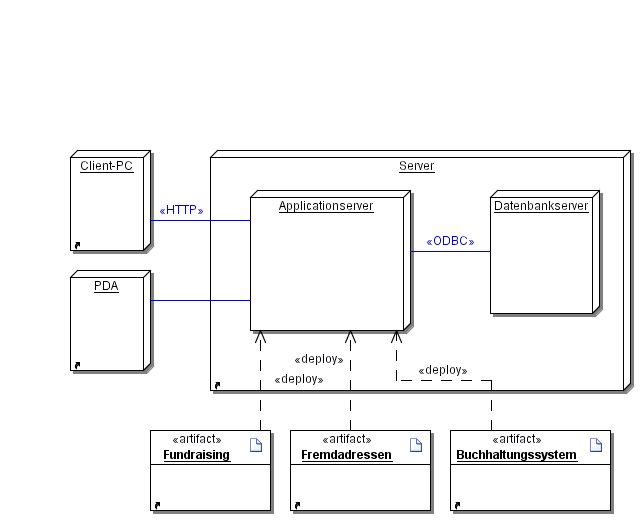 Client-PC
Server
«HTTP»
Applicationserver
Datenbankserver
«ODBC»
PDA
«deploy»
«deploy»
«deploy»
«artifact»
Fundraising
«artifact»
Fremdadressen
«artifact»
Buchhaltungssystem